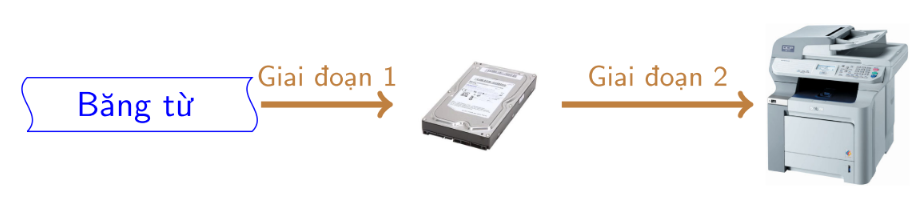 Băng từ
Giai đoạn 1
Giai đoạn 2